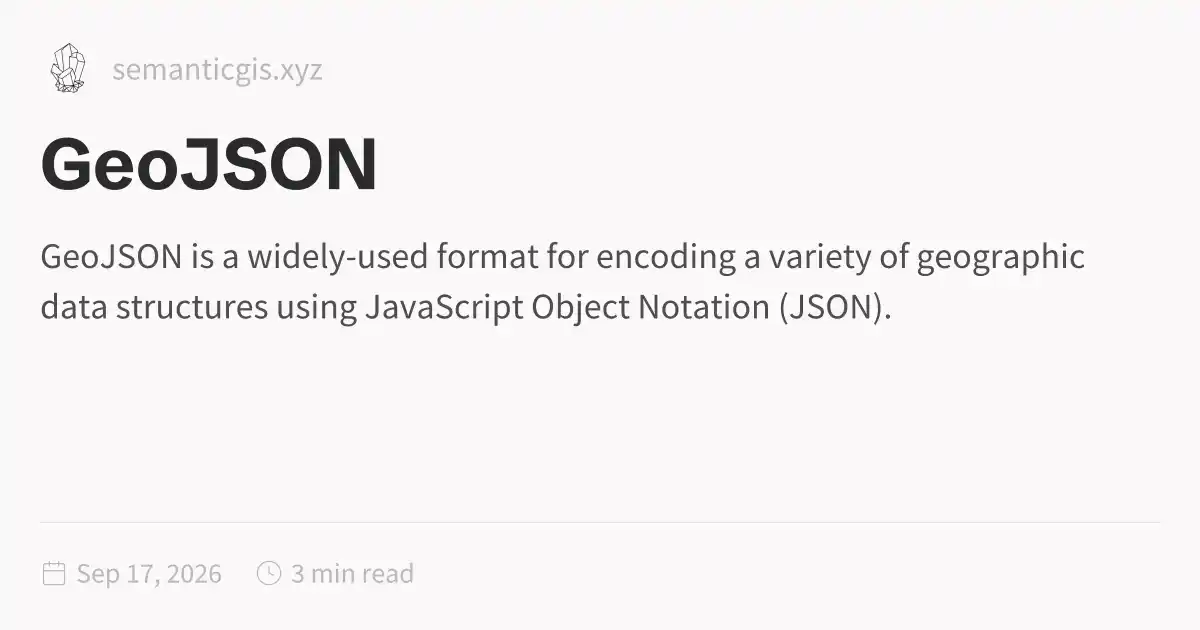 semanticgis.xyz
GeoJSON
GeoJSON is a widely-used format for encoding a variety of geographic
data structures using JavaScript Object Notation (JSON).
Sep 17, 2026 3 min read